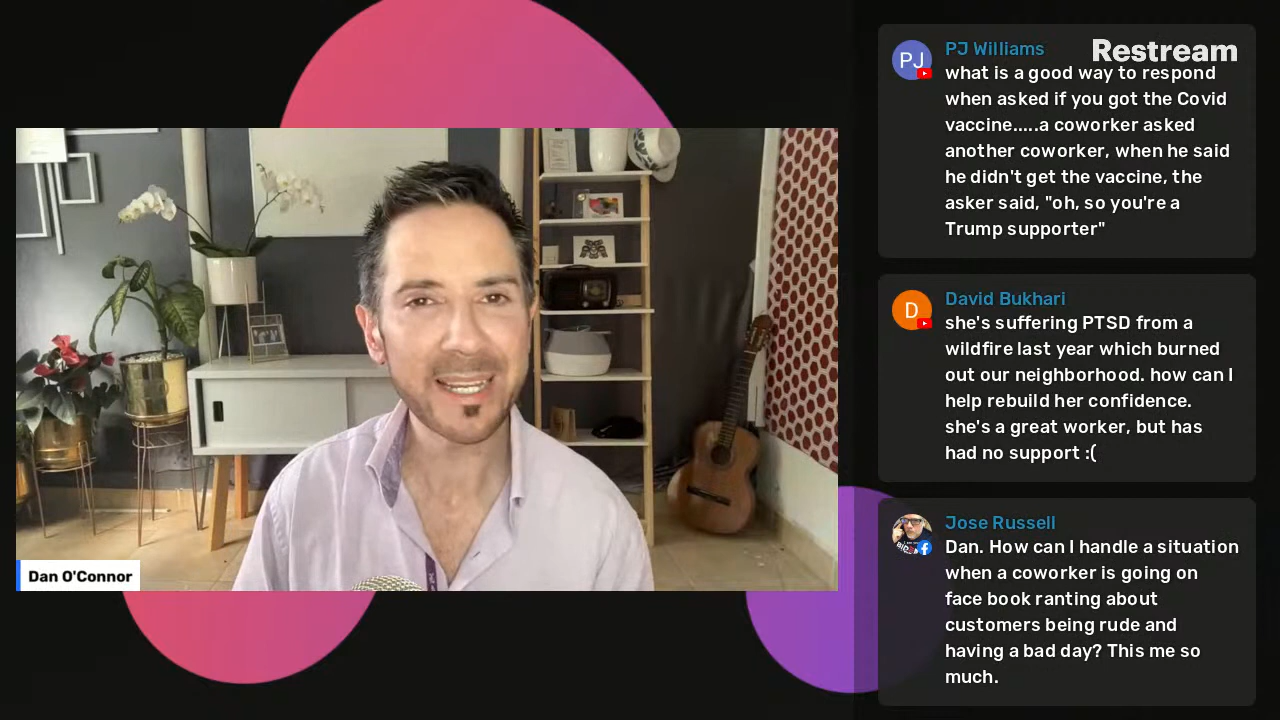 Restream
PJ Williams
PJ
what is a good way to respond
when asked if you got the Covid
vaccine.....a coworker asked
another coworker, when he said
he didn't get the vaccine, the
asker said, "oh, so you're a
Trump supporter"
David Bukhari
D
she's suffering PTSD from a
wildfire last year which burned
out our neighborhood. how can I
help rebuild her confidence.
she's a great worker, but has
had no support :(
Jose Russell
Dan. How can I handle a situation
when a coworker is going on
face book ranting about
customers being rude and
having a bad day? This me so
much.
Dan O'Connor